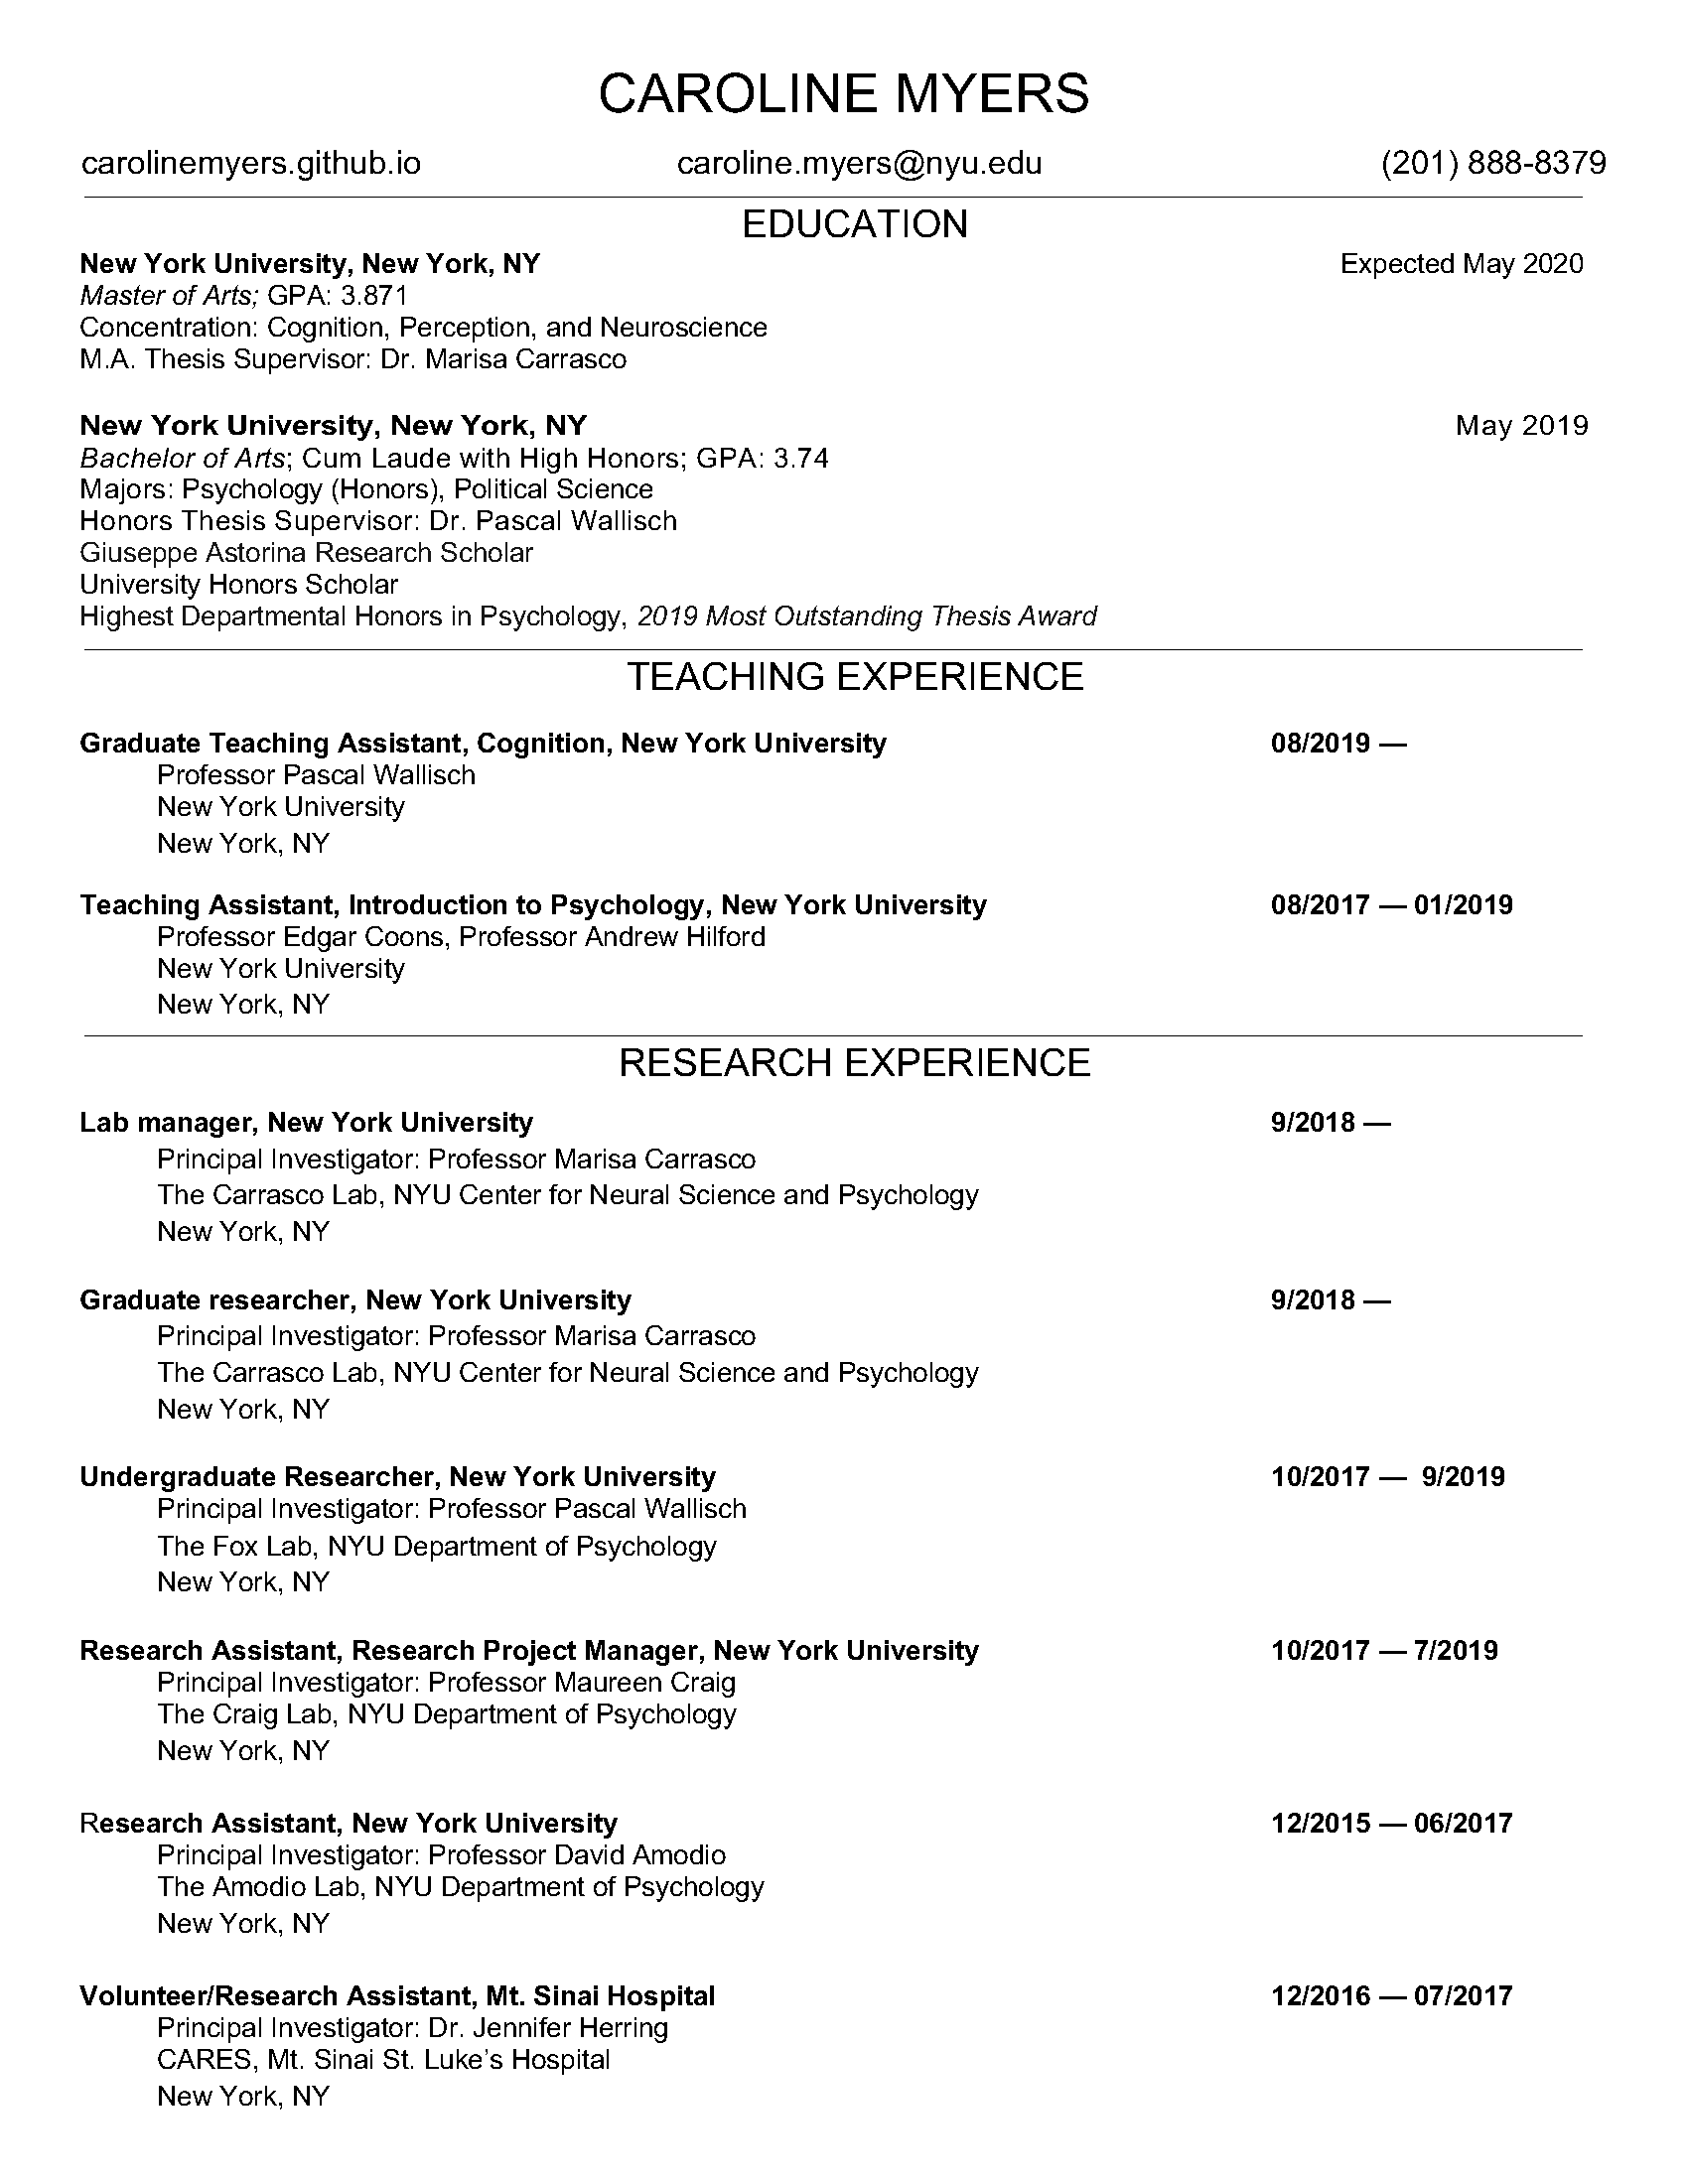 CAROLINE MYERS
carolinemyers.github.io caroline.myers@nyu.edu (201) 888-8379
EDUCATION
New York University, New York, NY Expected May 2020
Master of Arts; GPA: 3.871
Concentration: Cognition, Perception, and Neuroscience
M.A. Thesis Supervisor: Dr. Marisa Carrasco
New York University, New York, NY May 2019
Bachelor of Arts; Cum Laude with High Honors; GPA: 3.74
Majors: Psychology (Honors), Political Science
Honors Thesis Supervisor: Dr. Pascal Wallisch
Giuseppe Astorina Research Scholar
University Honors Scholar
Highest Departmental Honors in Psychology, 2019 Most Outstanding Thesis Award
TEACHING EXPERIENCE
Graduate Teaching Assistant, Cognition, New York University 08/2019 —
Professor Pascal Wallisch
New York University
New York, NY
Teaching Assistant, Introduction to Psychology, New York University 08/2017 — 01/2019
Professor Edgar Coons, Professor Andrew Hilford
New York University
New York, NY
RESEARCH EXPERIENCE
Lab manager, New York University 9/2018 —
Principal Investigator: Professor Marisa Carrasco
The Carrasco Lab, NYU Center for Neural Science and Psychology
New York, NY
Graduate researcher, New York University 9/2018 —
Principal Investigator: Professor Marisa Carrasco
The Carrasco Lab, NYU Center for Neural Science and Psychology
New York, NY
Undergraduate Researcher, New York University 10/2017 — 9/2019
Principal Investigator: Professor Pascal Wallisch
The Fox Lab, NYU Department of Psychology
New York, NY
Research Assistant, Research Project Manager, New York University 10/2017 — 7/2019
Principal Investigator: Professor Maureen Craig
The Craig Lab, NYU Department of Psychology
New York, NY
Research Assistant, New York University 12/2015 — 06/2017
Principal Investigator: Professor David Amodio
The Amodio Lab, NYU Department of Psychology
New York, NY
Volunteer/Research Assistant, Mt. Sinai Hospital 12/2016 — 07/2017
Principal Investigator: Dr. Jennifer Herring
CARES, Mt. Sinai St. Luke’s Hospital
New York, NY